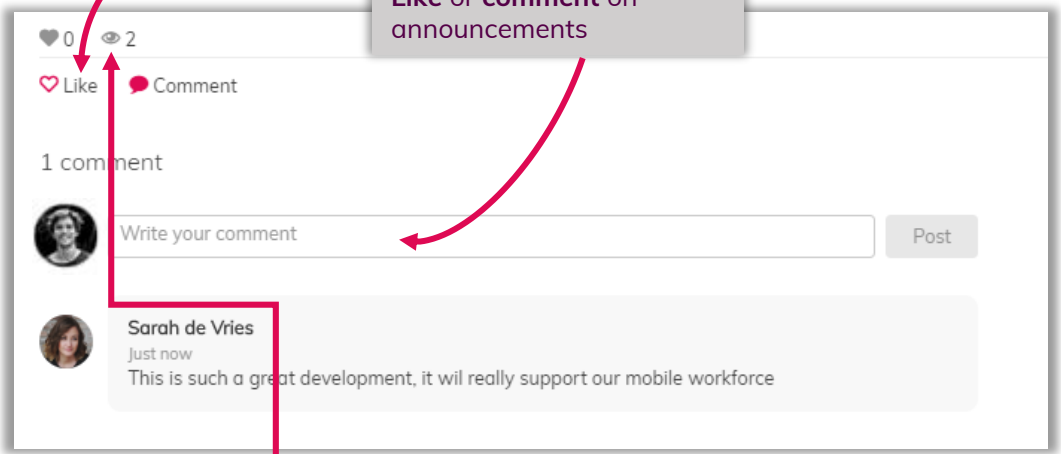 Like or comment on
announcements
0 2
Like Comment
1 comment
Write your comment Post
Sarah de Vries
Just now
This is such a great development, it wil really support our mobile workforce